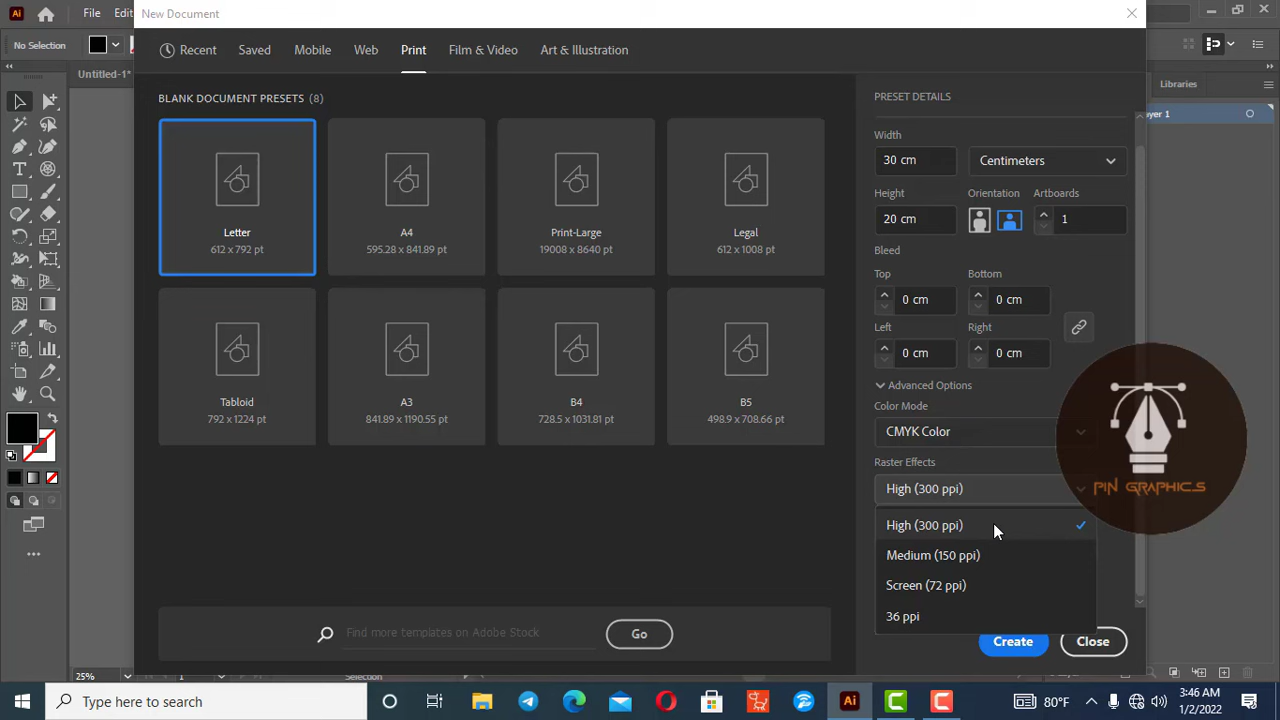 Ai
File
Edit
New Document
No Selection
Recent
Saved
Mobile
Web
Print
Film & Video
Art & Illustration
Untitled-1*
Libraries
BLANK DOCUMENT PRESETS (8)
PRESET DETAILS
Width
30 cm
Centimeters
Height
Orientation
Artboards
20 cm
1
Letter
612 x 792 pt
A4
595.28 x 841.89 pt
Print-Large
19008 x 8640 pt
Legal
612 x 1008 pt
Bleed
Top
Bottom
0 cm
0 cm
Left
Right
0 cm
0 cm
Tabloid
792 x 1224 pt
A3
841.89 x 1190.55 pt
B4
728.5 x 1031.81 pt
B5
498.9 x 708.66 pt
Advanced Options
Color Mode
CMYK Color
Raster Effects
High (300 ppi)
High (300 ppi)
Medium (150 ppi)
Screen (72 ppi)
36 ppi
PIN GRAPHICS
Find more templates on Adobe Stock
Go
Create
Close
25%
1
Selection
Type here to search
Ai
80°F
3:46 AM
1/2/2022